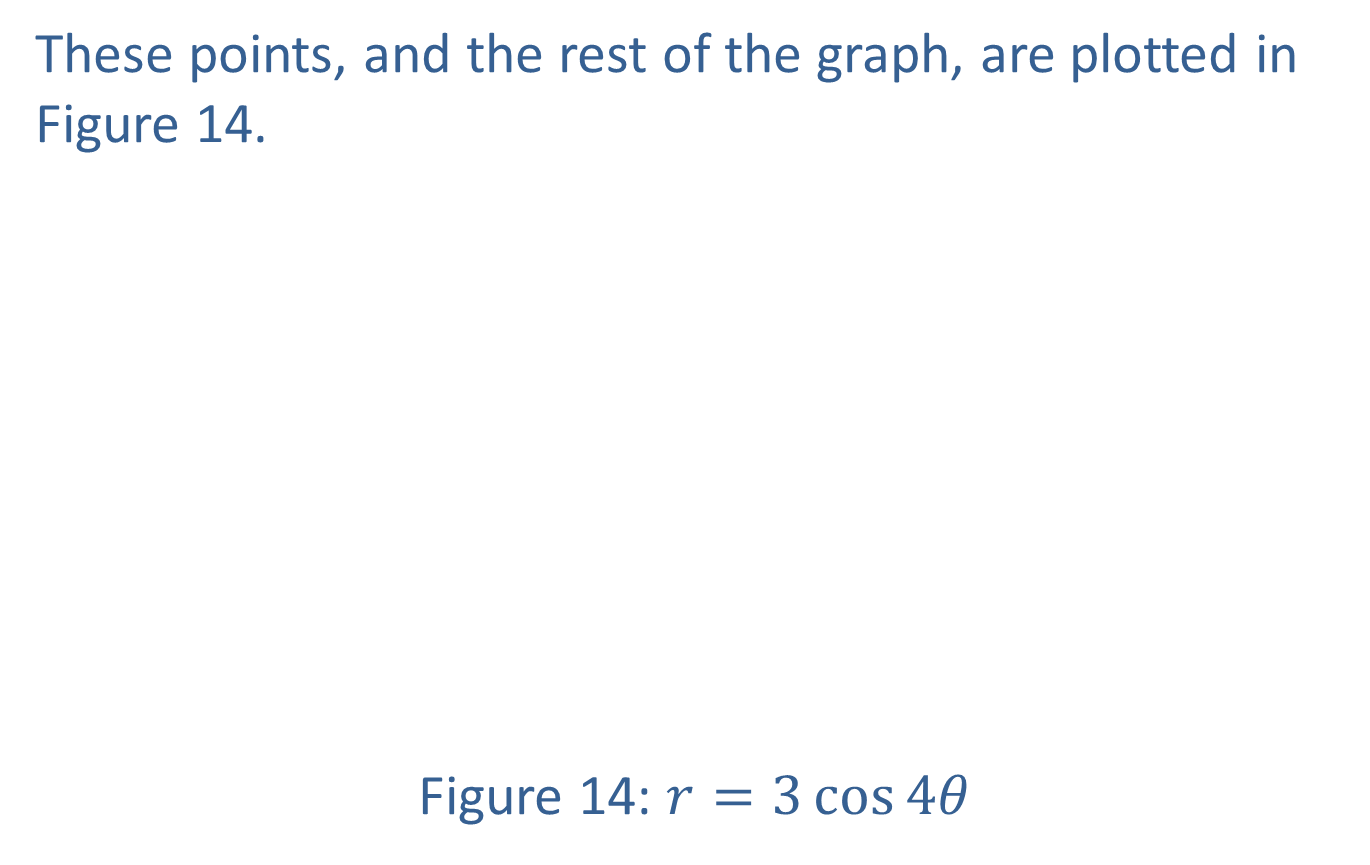 These points, and the rest of the graph, are plotted in
Figure 14.
Figure 14: r = 3 cos 4θ